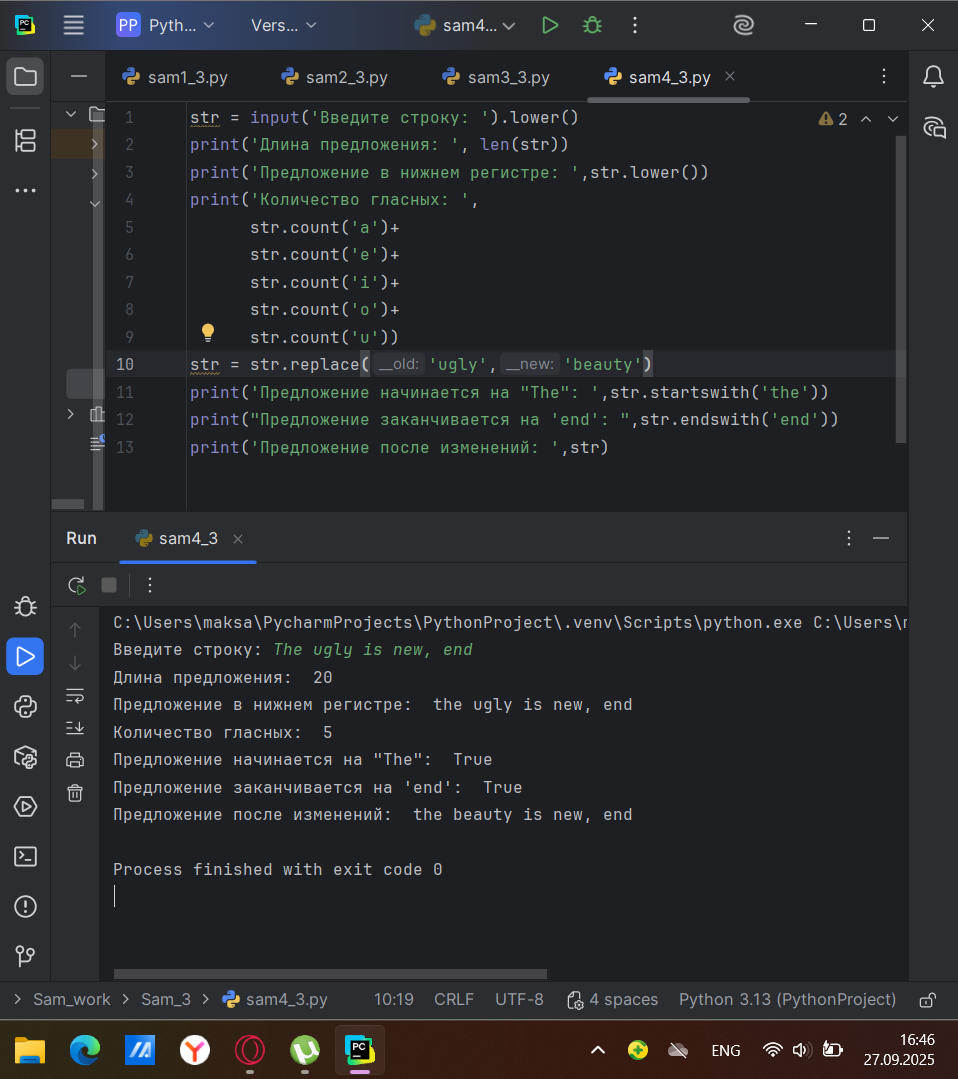 PC
PP Pyth... Vers... sam4...
sam1_3.py sam2_3.py sam3_3.py sam4_3.py
1 str = input('Введите строку: ').lower() 2
2 print('Длина предложения: ', len(str))
3 print('Предложение в нижнем регистре: ',str.lower())
4 print('Количество гласных: ',
5 str.count('a')+
6 str.count('e')+
7 str.count('i')+
8 str.count('o')+
9 str.count('u'))
10 str = str.replace( __old: 'ugly', __new: 'beauty')
11 print('Предложение начинается на "The": ',str.startswith('the'))
12 print("Предложение заканчивается на 'end': ",str.endswith('end'))
13 print('Предложение после изменений: ',str)
Run sam4_3
C:\Users\maksa\PycharmProjects\PythonProject\.venv\Scripts\python.exe C:\Users\
Введите строку: The ugly is new, end
Длина предложения:  20
Предложение в нижнем регистре:  the ugly is new, end
Количество гласных:  5
Предложение начинается на "The":  True
Предложение заканчивается на 'end':  True
Предложение после изменений:  the beauty is new, end
Process finished with exit code 0
Sam_work Sam_3 sam4_3.py 10:19 CRLF UTF-8 4 spaces Python 3.13 (PythonProject)
PC ENG 16:46
27.09.2025